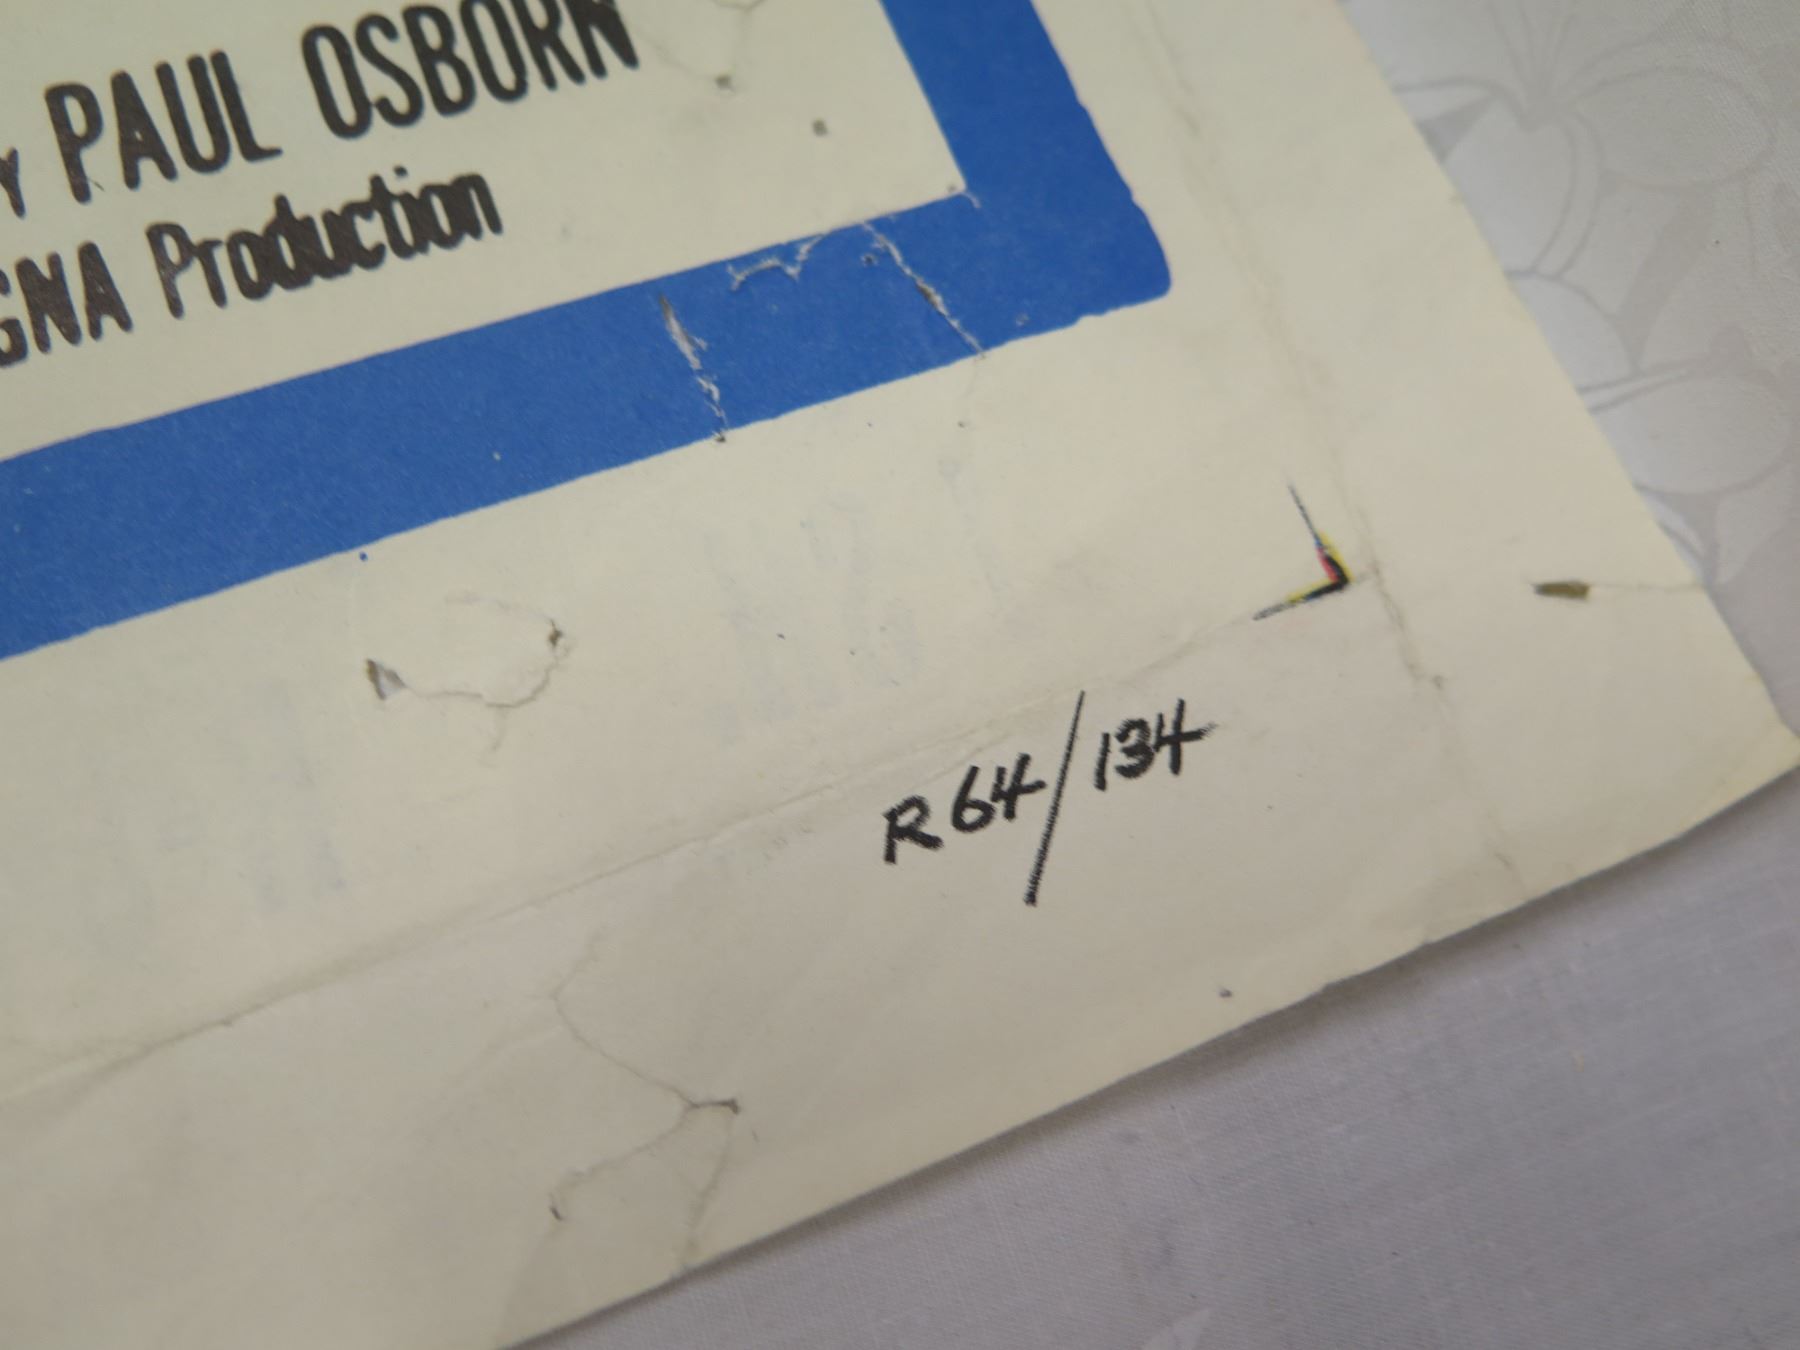 PAUL OSBORN
GNA Production
R64/134